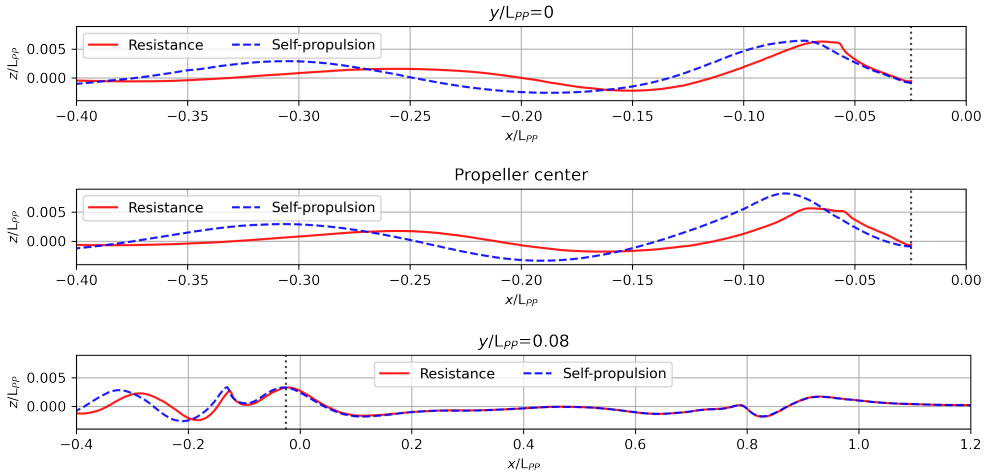 y/L_PP=0
z/L_PP
0.005
0.000
Resistance Self-propulsion
−0.40 −0.35 −0.30 −0.25 −0.20 −0.15 −0.10 −0.05 0.00
x/L_PP
Propeller center
z/L_PP
0.005
0.000
Resistance Self-propulsion
−0.40 −0.35 −0.30 −0.25 −0.20 −0.15 −0.10 −0.05 0.00
x/L_PP
y/L_PP=0.08
z/L_PP
0.005
0.000
Resistance Self-propulsion
−0.4 −0.2 0.0 0.2 0.4 0.6 0.8 1.0 1.2
x/L_PP